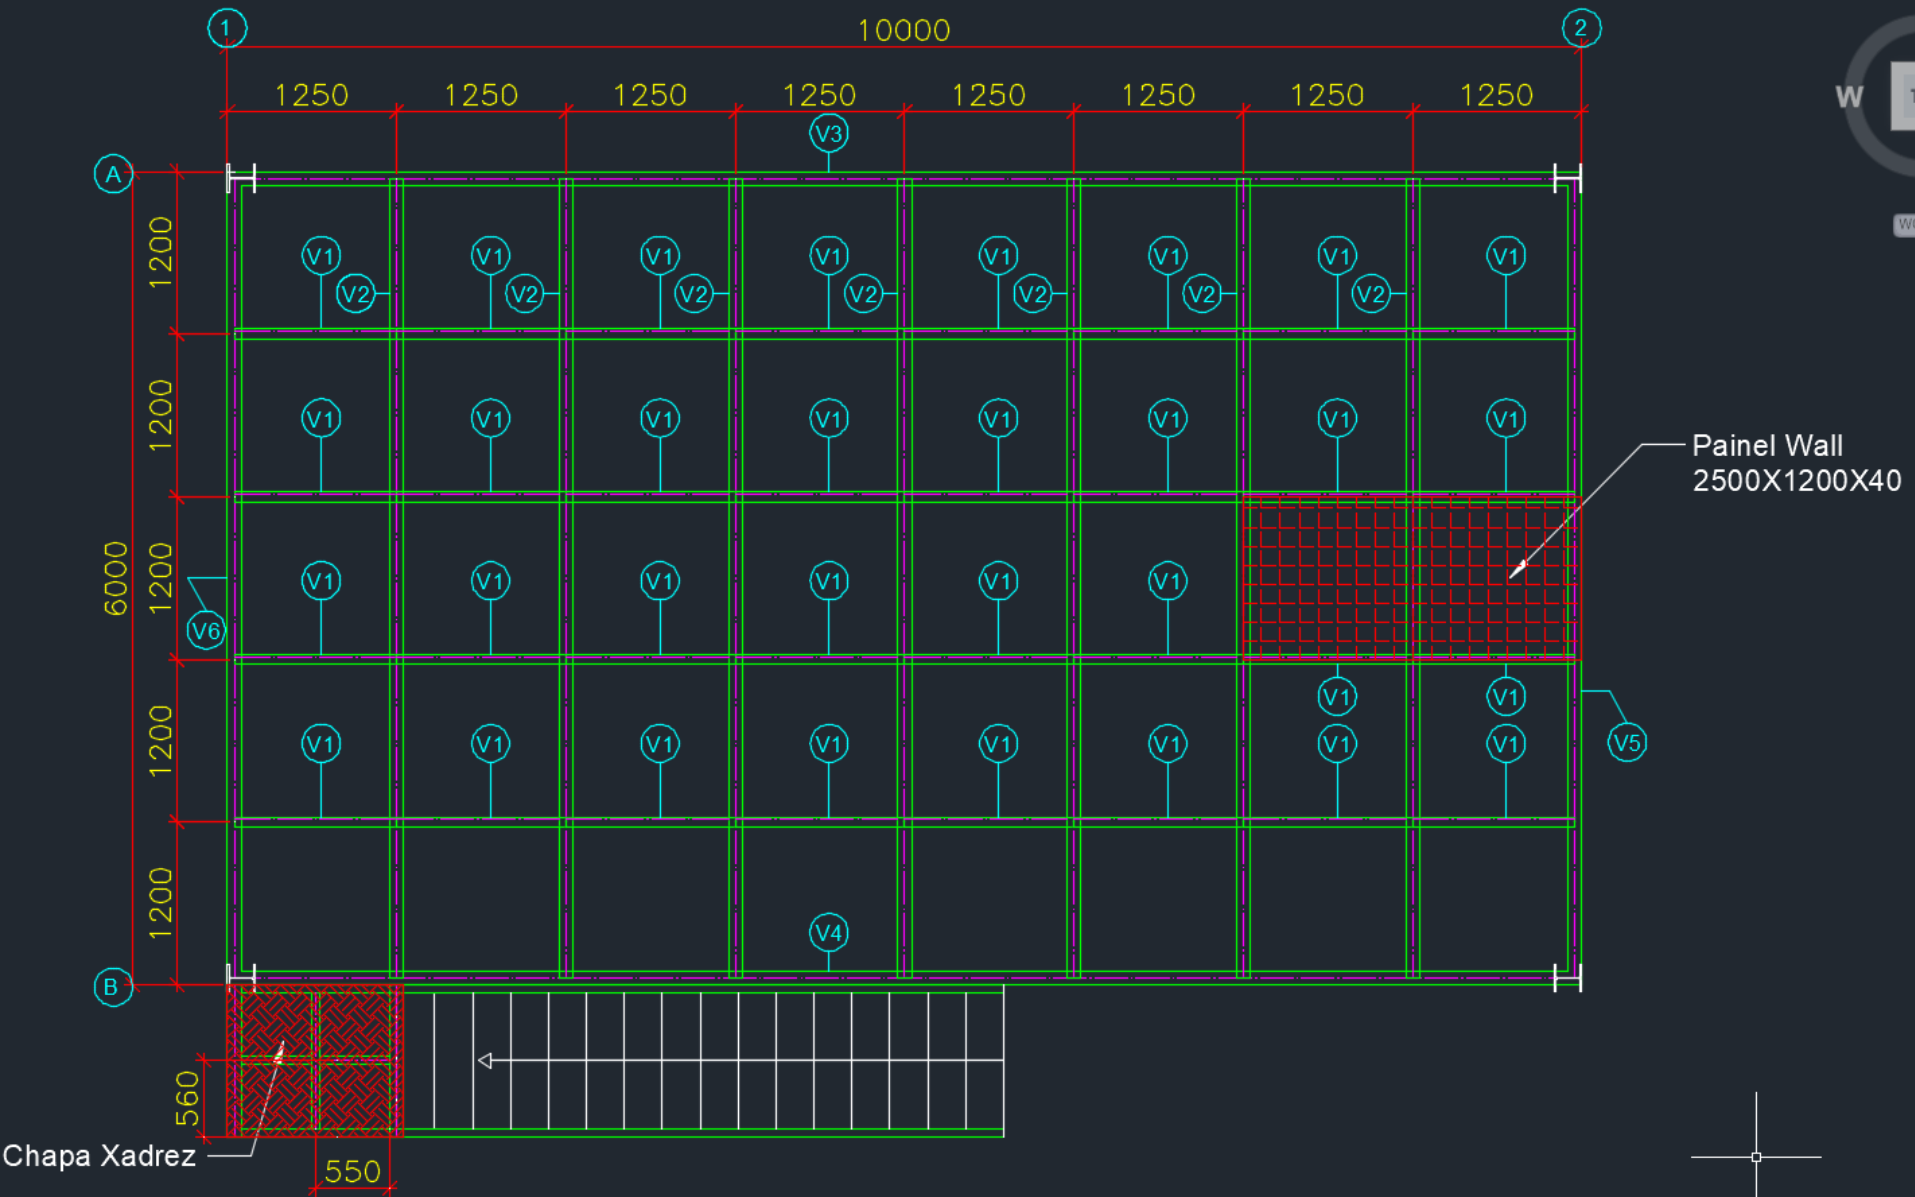 1
10000
2
W
1250 1250 1250 1250 1250 1250 1250 1250
V3
A
1200
V1 V1 V1 V1 V1 V1 V1 V1
V2 V2 V2 V2 V2 V2 V2
1200
V1 V1 V1 V1 V1 V1 V1 V1
Painel Wall
2500X1200X40
6000
1200
V1 V1 V1 V1 V1 V1
V6
V1 V1
1200
V1 V1 V1 V1 V1 V1 V1 V1
V5
1200
V4
B
560
Chapa Xadrez
550